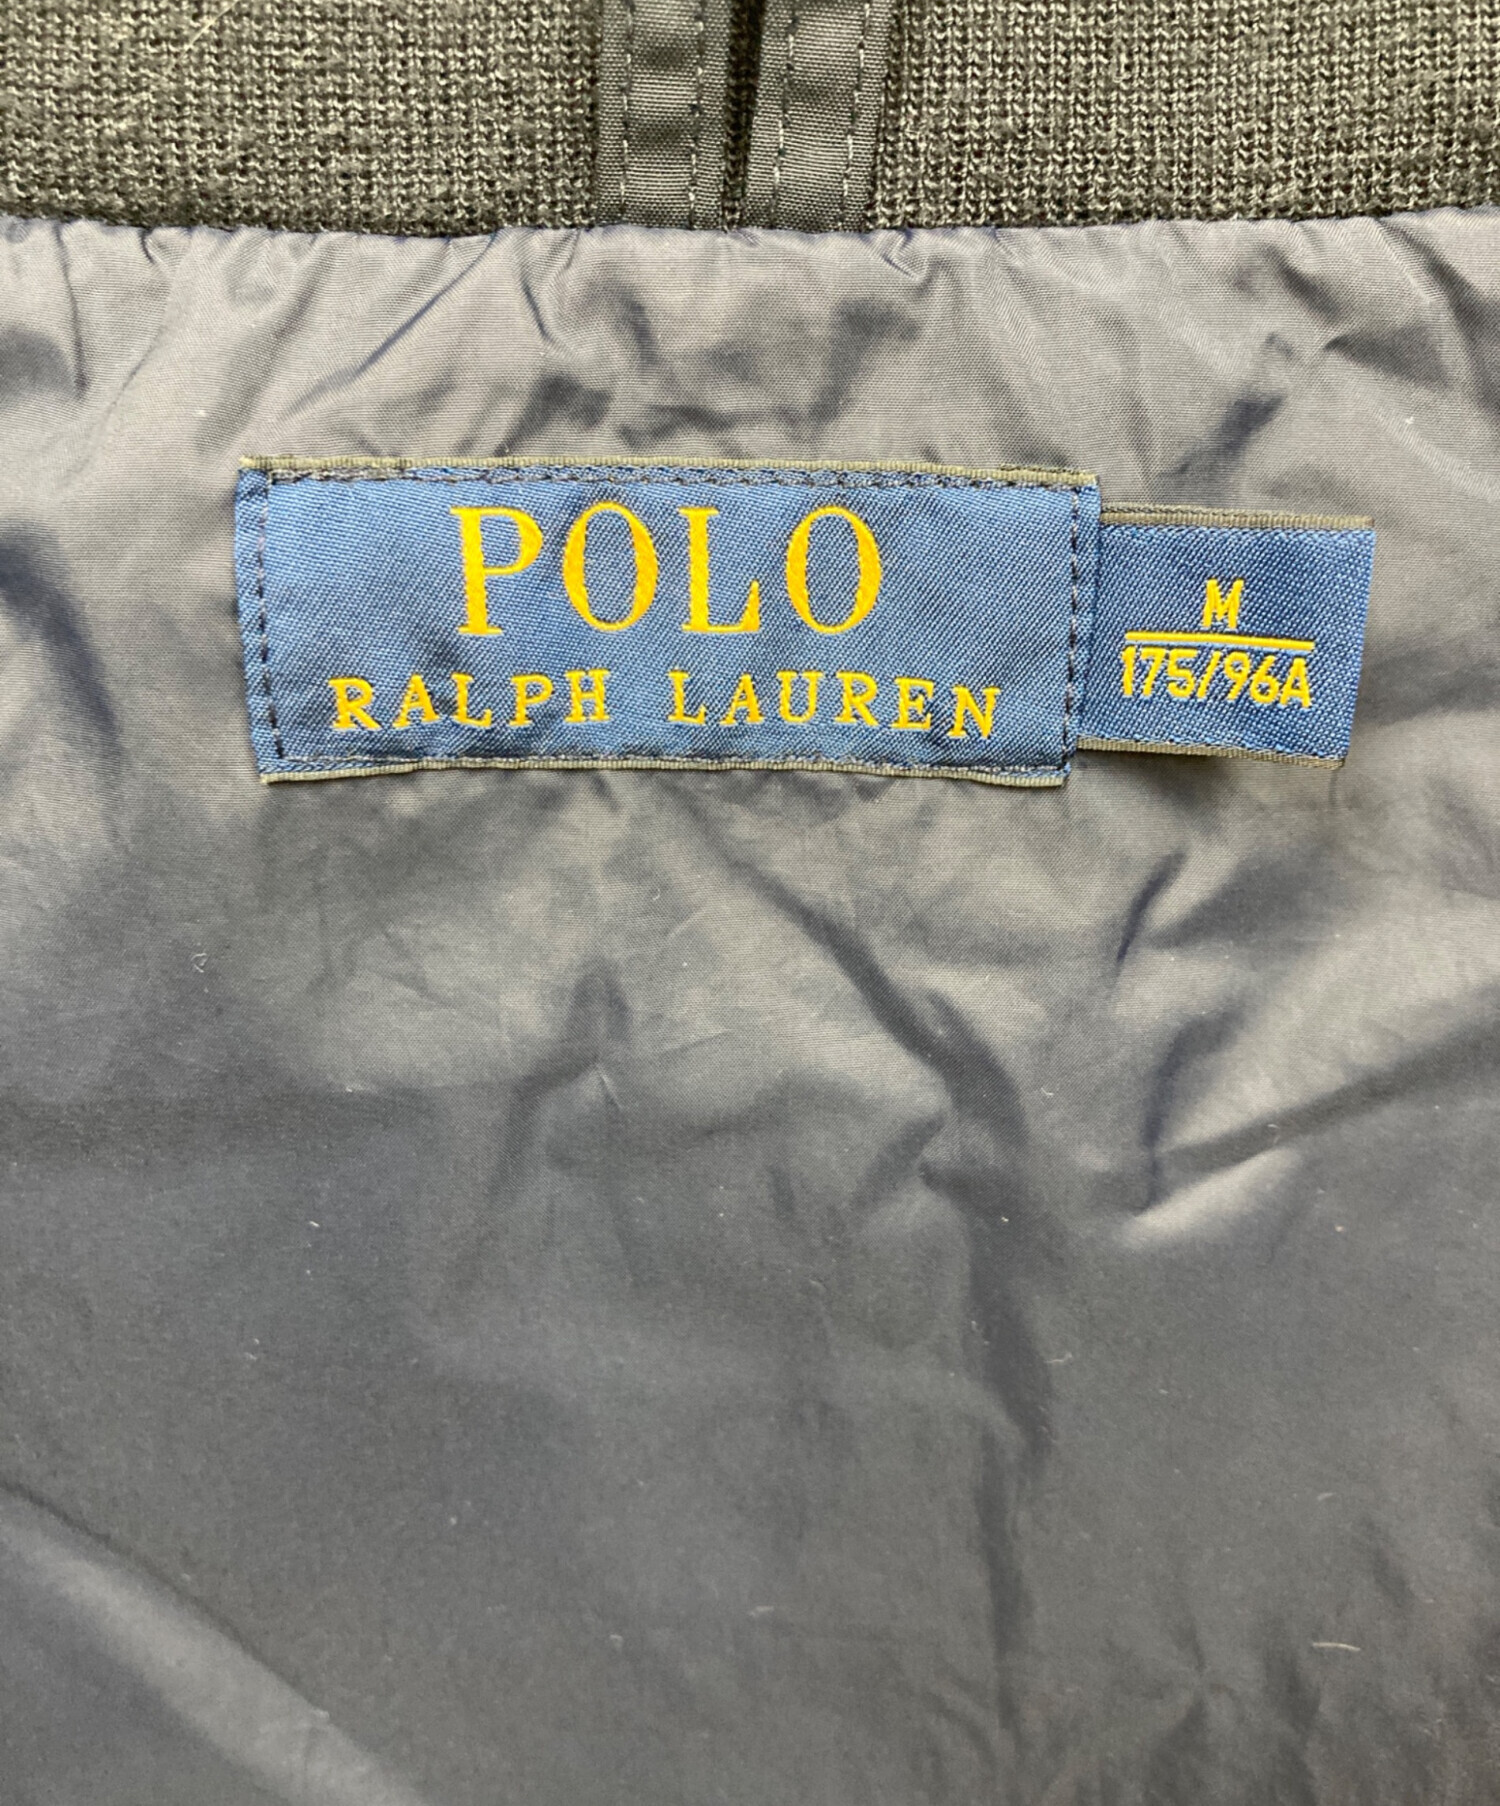 POLO
RALPH LAUREN
M
175/96A